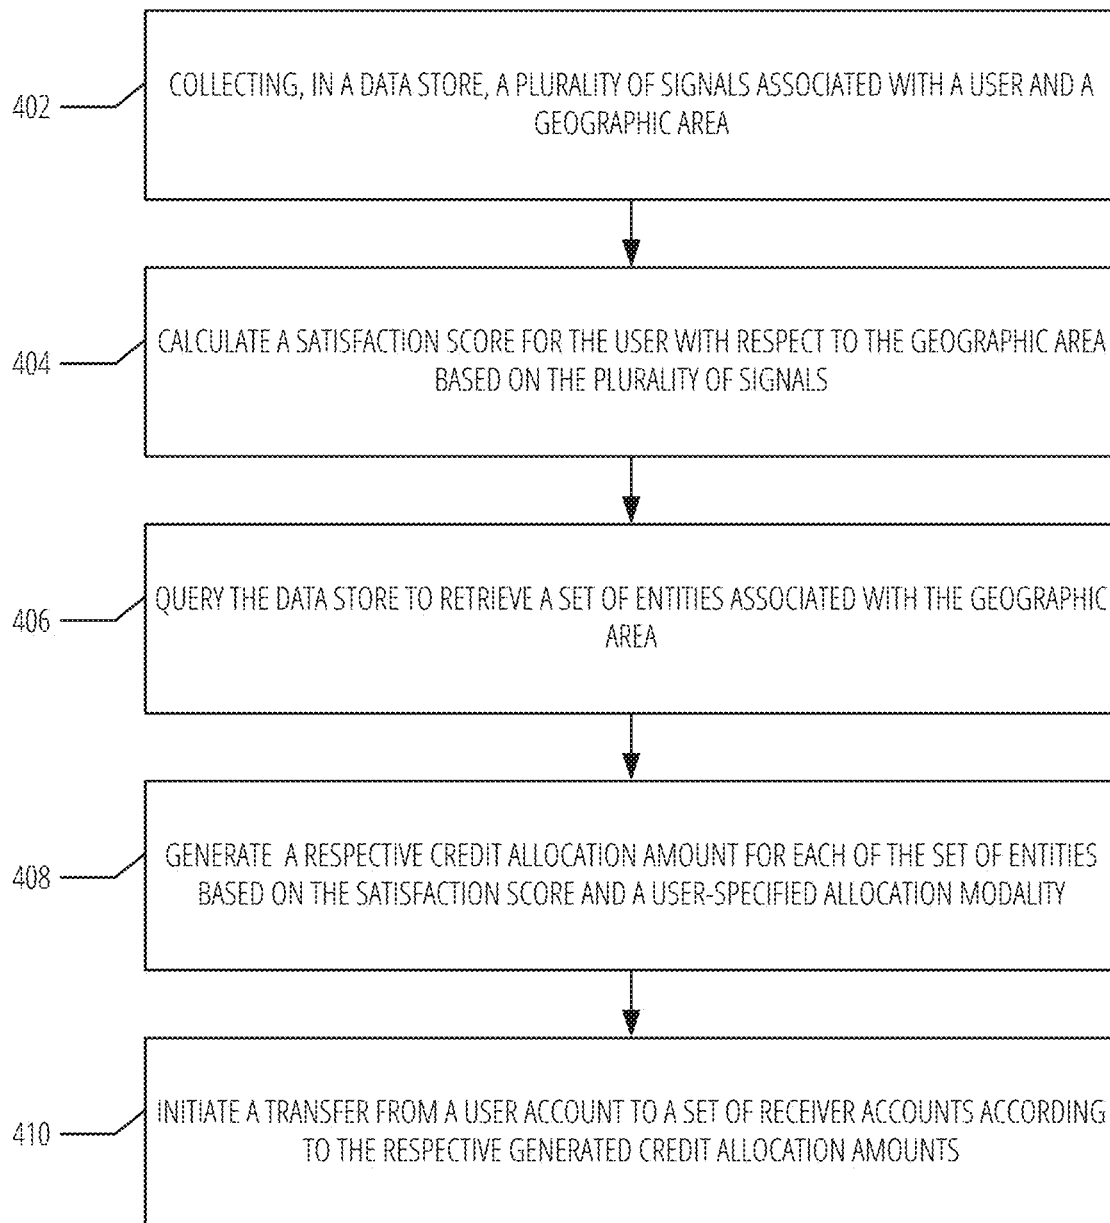 COLLECTING, IN A DATA STORE, A PLURALITY OF SIGNALS ASSOCIATED WITH A USER AND A
GEOGRAPHIC AREA
402
CALCULATE A SATISFACTION SCORE FOR THE USER WITH RESPECT TO THE GEOGRAPHIC AREA
BASED ON THE PLURALITY OF SIGNALS
404
QUERY THE DATA STORE TO RETRIEVE A SET OF ENTITIES ASSOCIATED WITH THE GEOGRAPHIC
AREA
406
GENERATE A RESPECTIVE CREDIT ALLOCATION AMOUNT FOR EACH OF THE SET OF ENTITIES
BASED ON THE SATISFACTION SCORE AND A USER-SPECIFIED ALLOCATION MODALITY
408
INITIATE A TRANSFER FROM A USER ACCOUNT TO A SET OF RECEIVER ACCOUNTS ACCORDING
TO THE RESPECTIVE GENERATED CREDIT ALLOCATION AMOUNTS
410